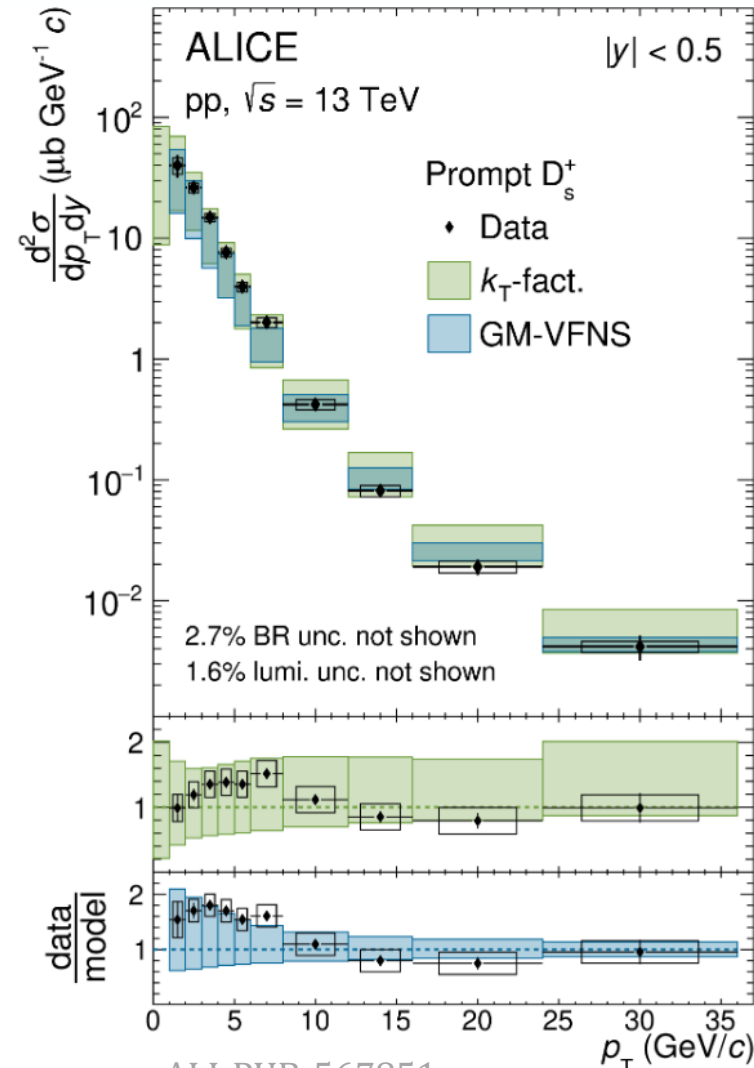 ALICE
|y| < 0.5
pp, √s = 13 TeV
d²σ/dp_T dy (μb GeV⁻¹ c)
Prompt D_s⁺
Data
k_T-fact.
GM-VFNS
10²
10
1
10⁻¹
10⁻²
2.7% BR unc. not shown
1.6% lumi. unc. not shown
2
1
data/model
2
1
0 5 10 15 20 25 30 35
p_T (GeV/c)